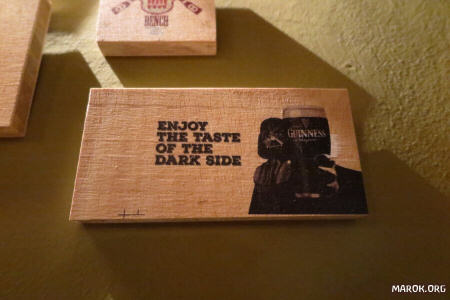 BENCH
ENJOY
THE TASTE
OF THE
DARK SIDE
GUINNESS
MAROK.ORG